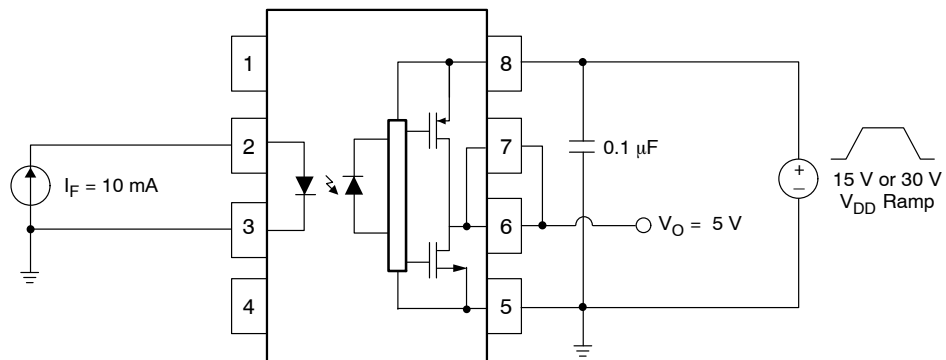 1
8
2
7
0.1 μF
+
–
15 V or 30 V
V_DD Ramp
I_F = 10 mA
3
6
V_O = 5 V
4
5